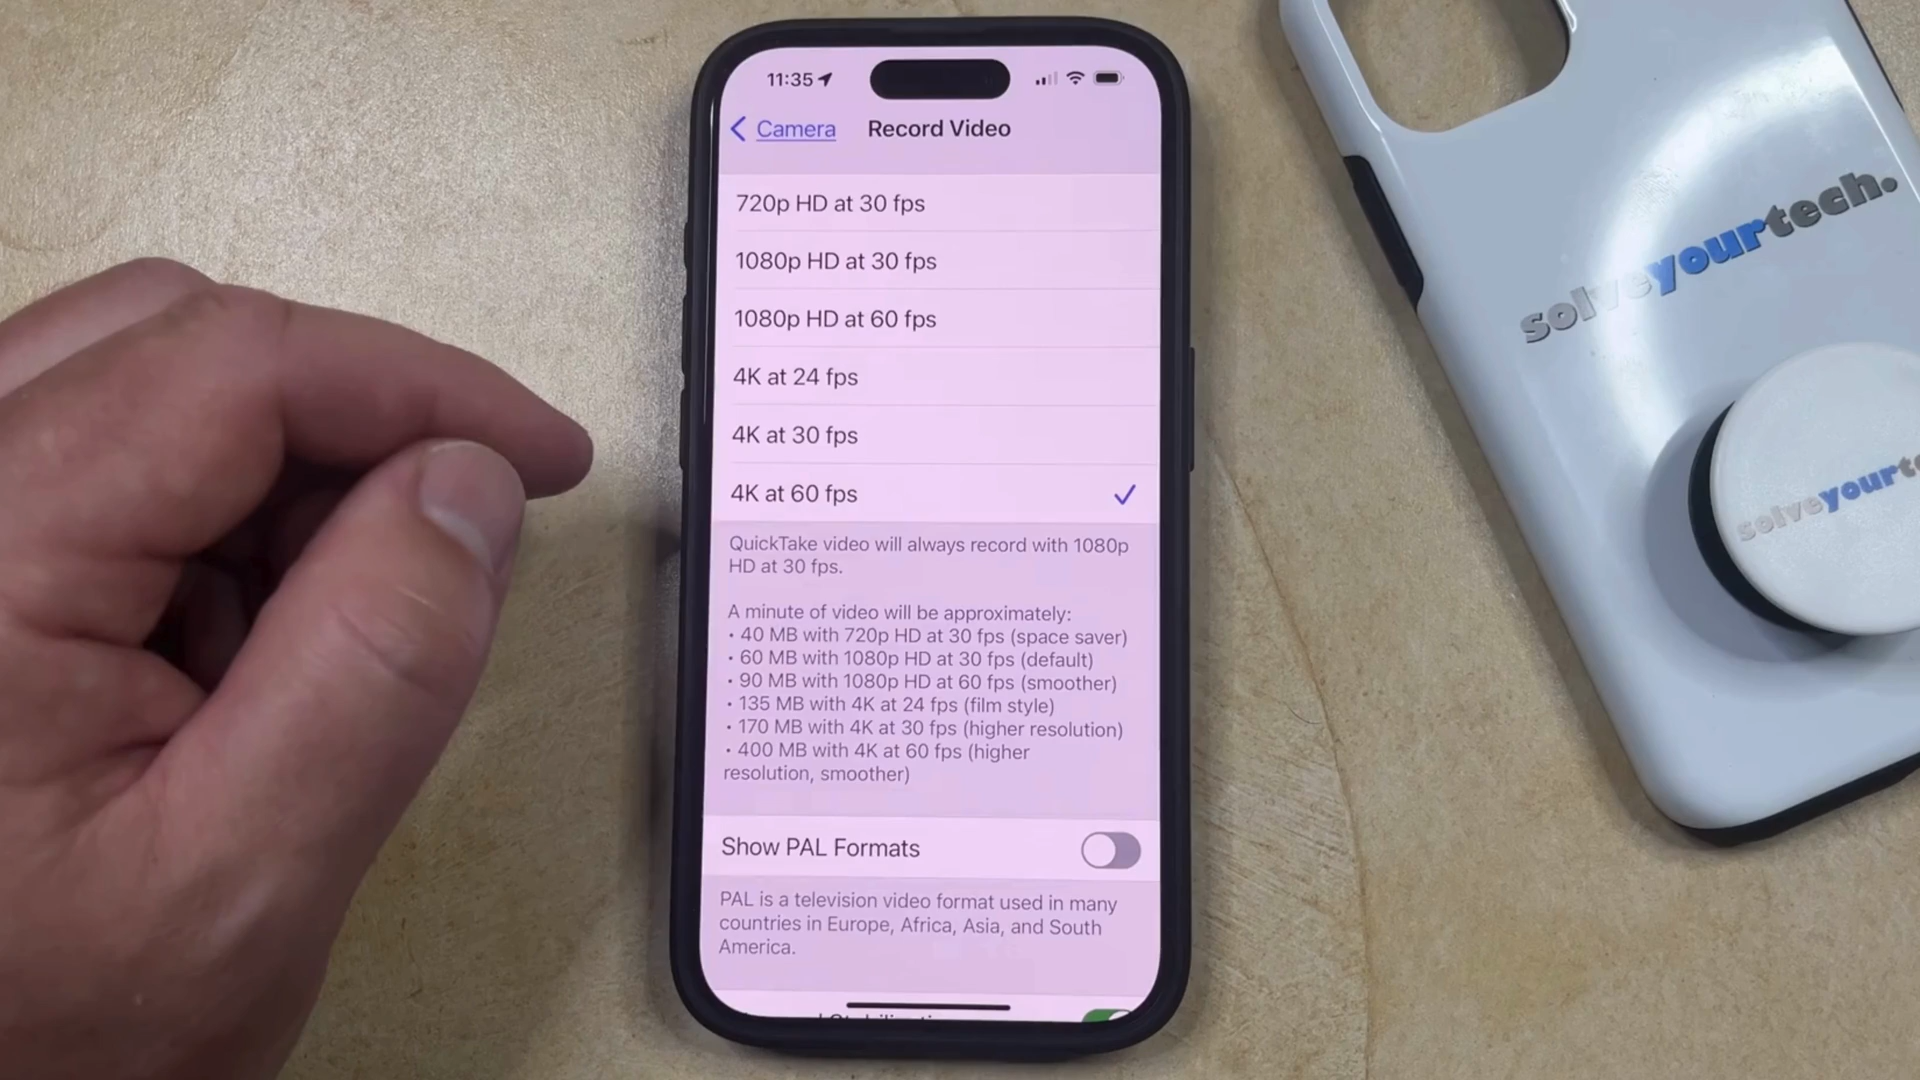 11:35
Camera
Record Video
720p HD at 30 fps
1080p HD at 30 fps
1080p HD at 60 fps
4K at 24 fps
4K at 30 fps
4K at 60 fps
QuickTake video will always record with 1080p
HD at 30 fps.
A minute of video will be approximately:
• 40 MB with 720p HD at 30 fps (space saver)
• 60 MB with 1080p HD at 30 fps (default)
• 90 MB with 1080p HD at 60 fps (smoother)
• 135 MB with 4K at 24 fps (film style)
• 170 MB with 4K at 30 fps (higher resolution)
• 400 MB with 4K at 60 fps (higher
resolution, smoother)
Show PAL Formats
PAL is a television video format used in many
countries in Europe, Africa, Asia, and South
America.
solveyourtech.
solveyourte